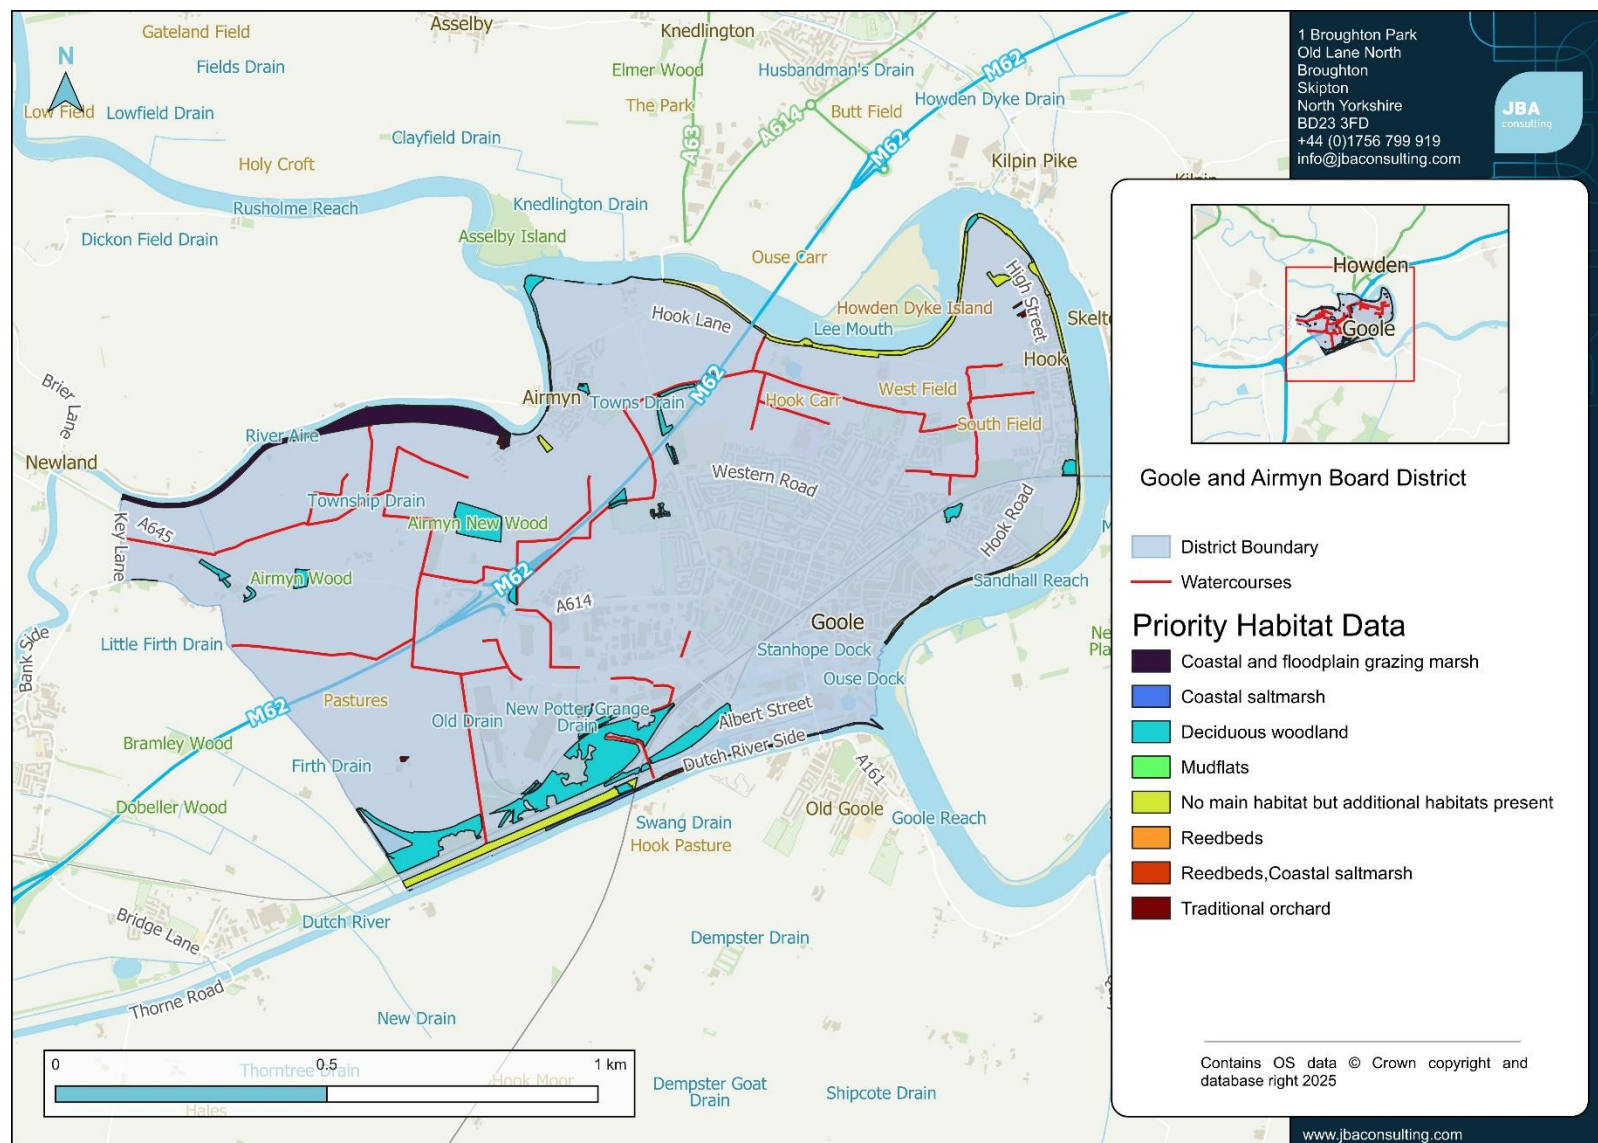 Asselby
Knedlington
Gateland Field
N
Fields Drain
Elmer Wood
Husbandman's Drain
M62
The Park
Butt Field
Howden Dyke Drain
Low Field
Lowfield Drain
A63
A614
M62
Clayfield Drain
Kilpin Pike
Holy Croft
Knedlington Drain
Rusholme Reach
Dickon Field Drain
Asselby Island
Ouse Carr
High Street
Howden Dyke Island
Hook Lane
Lee Mouth
Hook
Brier Lane
M62
West Field
Airmyn
Towns Drain
Hook Carr
South Field
River Aire
Newland
Western Road
Township Drain
Key Lane
A645
Airmyn New Wood
Hook Road
Airmyn Wood
M62
Sandhall Reach
A614
Goole
Bank Side
Little Firth Drain
Stanhope Dock
Ouse Dock
Pastures
M62
Old Drain
New Potter Grange
Drain
Albert Street
Bramley Wood
Dutch River Side
Firth Drain
A161
Dobeller Wood
Old Goole
Swang Drain
Goole Reach
Hook Pasture
Bridge Lane
Dutch River
Dempster Drain
Thorne Road
New Drain
0 0.5 1 km
Thorntree Drain
Hook Moor
Hales
Dempster Goat
Drain
Shipcote Drain
1 Broughton Park
Old Lane North
Broughton
Skipton
North Yorkshire
BD23 3FD
+44 (0)1756 799 919
info@jbaconsulting.com
JBA
consulting
Howden
Goole
Goole and Airmyn Board District
District Boundary
Watercourses
Priority Habitat Data
Coastal and floodplain grazing marsh
Coastal saltmarsh
Deciduous woodland
Mudflats
No main habitat but additional habitats present
Reedbeds
Reedbeds,Coastal saltmarsh
Traditional orchard
Contains OS data © Crown copyright and
database right 2025
www.jbaconsulting.com